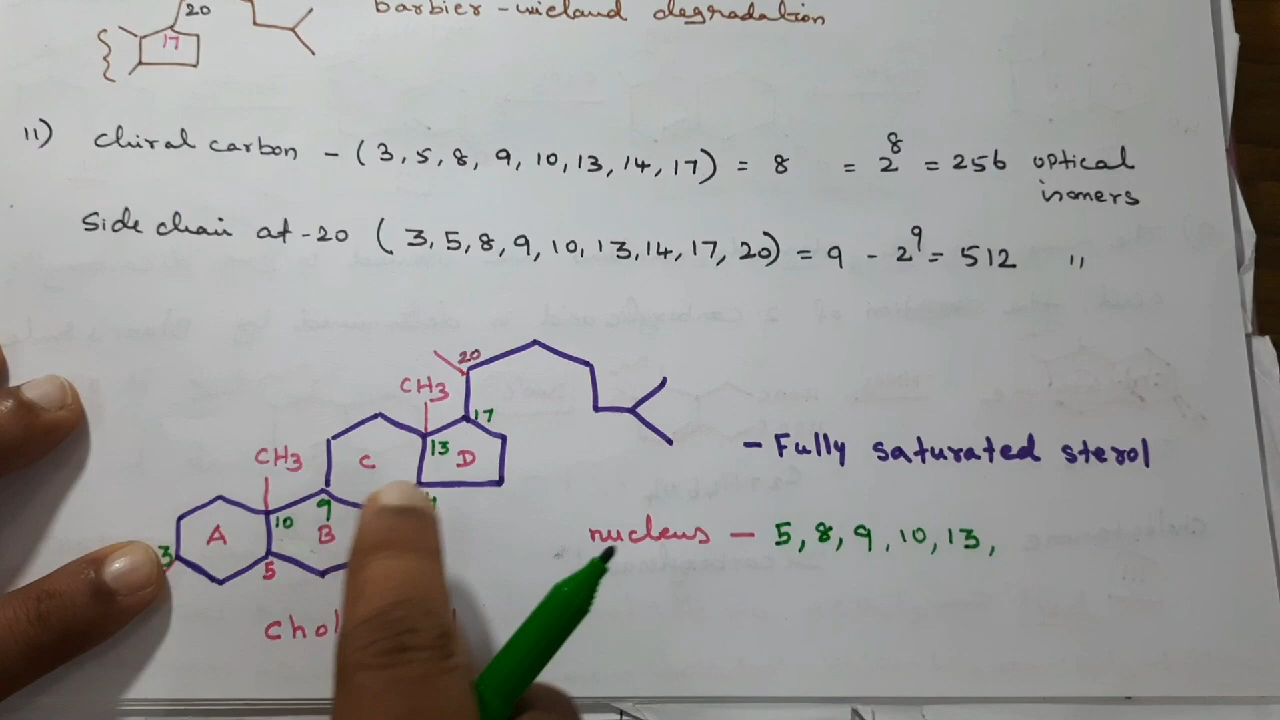 20
barbier - wieland degradation
17
11) chiral carbon - (3, 5, 8, 9, 10, 13, 14, 17) = 8 = 2^8 = 256 optical
isomers
Side chain at - 20 (3, 5, 8, 9, 10, 13, 14, 17, 20) = 9 - 2^9 = 512 "
20
CH3
17
13
C
D
- Fully saturated sterol
CH3
10
9
A
B
nucleus - 5, 8, 9, 10, 13,
3
5
Chol